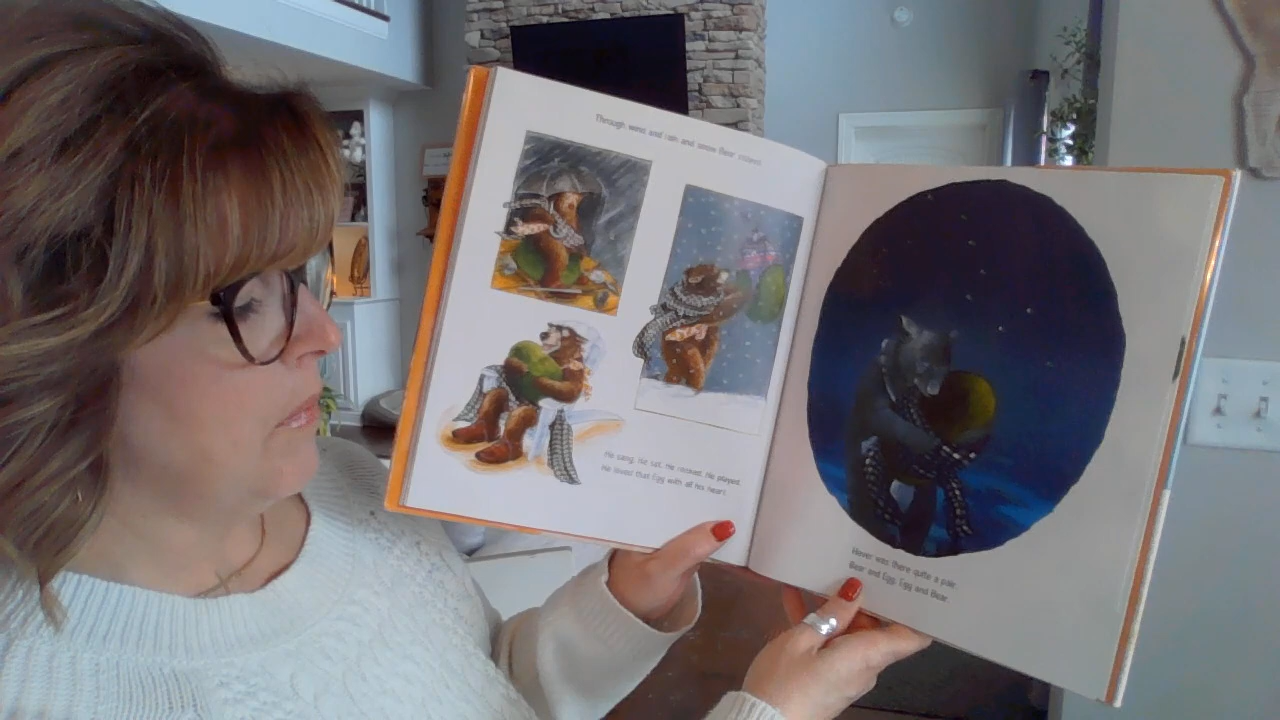 Through wind and rain and snow Bear stayed.
He sang. He sat. He rocked. He played.
He loved that Egg with all his heart.
Never was there quite a pair.
Bear and Egg, Egg and Bear.